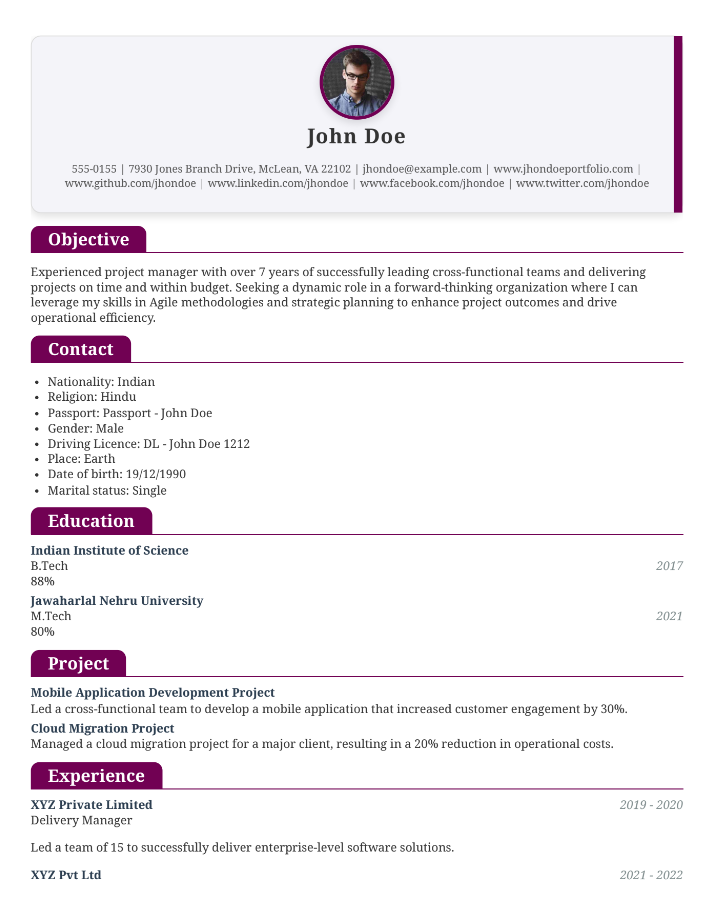 John Doe
555-0155 | 7930 Jones Branch Drive, McLean, VA 22102 | jhondoe@example.com | www.jhondoeportfolio.com |
www.github.com/jhondoe | www.linkedin.com/jhondoe | www.facebook.com/jhondoe | www.twitter.com/jhondoe
Objective
Experienced project manager with over 7 years of successfully leading cross-functional teams and delivering
projects on time and within budget. Seeking a dynamic role in a forward-thinking organization where I can
leverage my skills in Agile methodologies and strategic planning to enhance project outcomes and drive
operational efficiency.
Contact
• Nationality: Indian
• Religion: Hindu
• Passport: Passport - John Doe
• Gender: Male
• Driving Licence: DL - John Doe 1212
• Place: Earth
• Date of birth: 19/12/1990
• Marital status: Single
Education
Indian Institute of Science
B.Tech 2017
88%
Jawaharlal Nehru University
M.Tech 2021
80%
Project
Mobile Application Development Project
Led a cross-functional team to develop a mobile application that increased customer engagement by 30%.
Cloud Migration Project
Managed a cloud migration project for a major client, resulting in a 20% reduction in operational costs.
Experience
XYZ Private Limited 2019 - 2020
Delivery Manager
Led a team of 15 to successfully deliver enterprise-level software solutions.
XYZ Pvt Ltd 2021 - 2022